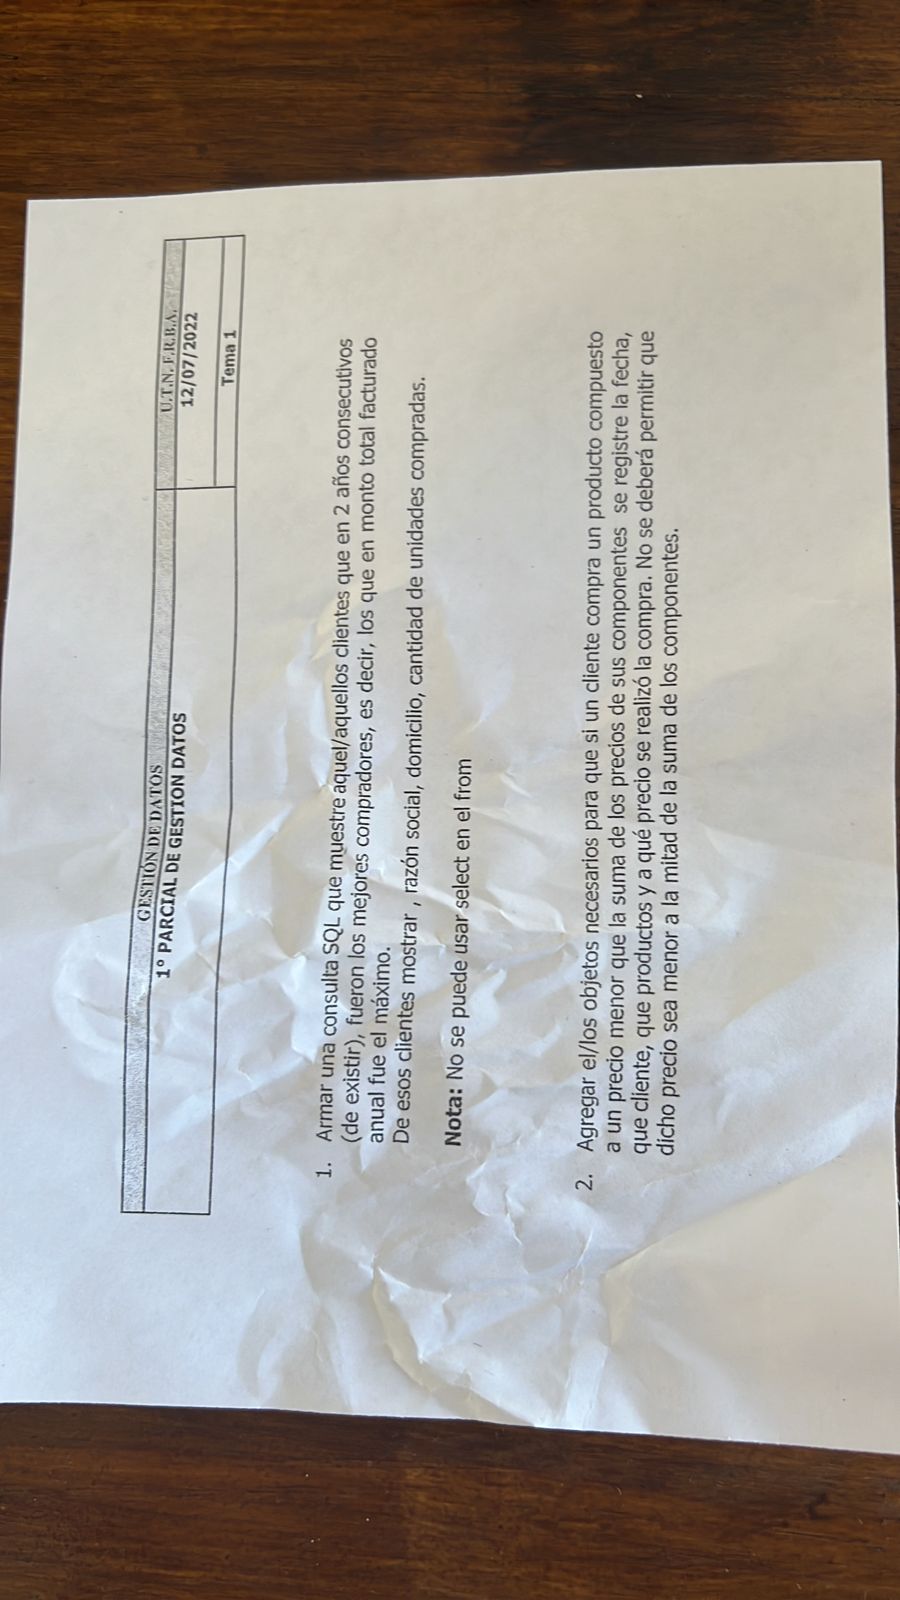 GESTIÓN DE DATOS
U.T.N. F.R.B.A.
1° PARCIAL DE GESTION DATOS
12/07/2022
Tema 1
1. Armar una consulta SQL que muestre aquel/aquellos clientes que en 2 años consecutivos
(de existir), fueron los mejores compradores, es decir, los que en monto total facturado
anual fue el máximo.
De esos clientes mostrar , razón social, domicilio, cantidad de unidades compradas.
Nota: No se puede usar select en el from
2. Agregar el/los objetos necesarios para que si un cliente compra un producto compuesto
a un precio menor que la suma de los precios de sus componentes se registre la fecha,
que cliente, que productos y a qué precio se realizó la compra. No se deberá permitir que
dicho precio sea menor a la mitad de la suma de los componentes.